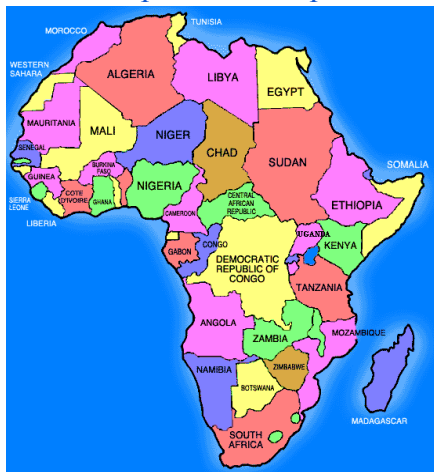 TUNISIA
MOROCCO
ALGERIA
LIBYA
EGYPT
WESTERN
SAHARA
MAURITANIA
MALI
NIGER
CHAD
SUDAN
SENEGAL
BURKINA
FASO
GUINEA
NIGERIA
SOMALIA
SIERRA
LEONE
COTE
D'IVOIRE
GHANA
LIBERIA
CAMEROON
CENTRAL
AFRICAN
REPUBLIC
ETHIOPIA
UGANDA
KENYA
GABON
CONGO
DEMOCRATIC
REPUBLIC OF
CONGO
TANZANIA
ANGOLA
ZAMBIA
MOZAMBIQUE
NAMIBIA
ZIMBABWE
BOTSWANA
MADAGASCAR
SOUTH
AFRICA